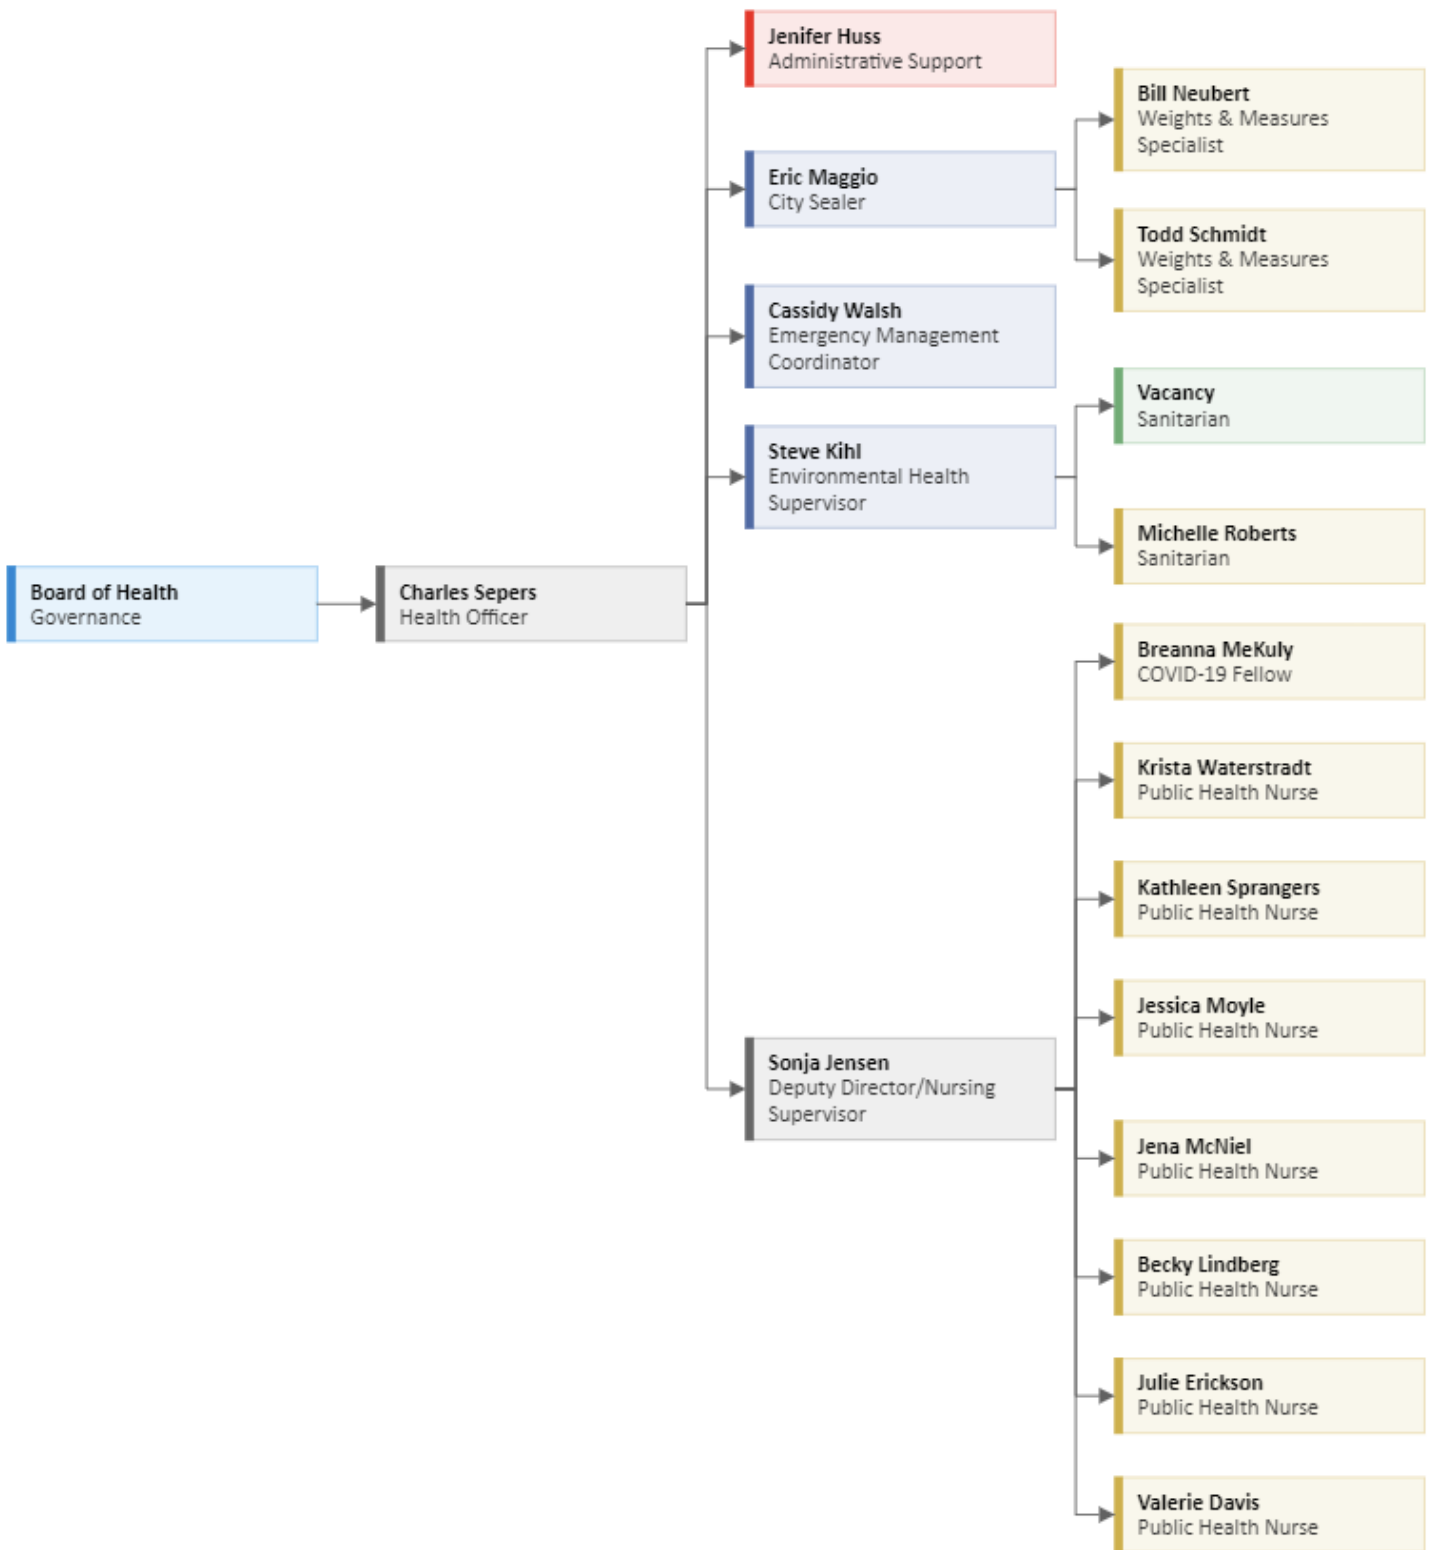 Board of Health
Governance
Charles Sepers
Health Officer
Jenifer Huss
Administrative Support
Eric Maggio
City Sealer
Cassidy Walsh
Emergency Management
Coordinator
Steve Kihl
Environmental Health
Supervisor
Sonja Jensen
Deputy Director/Nursing
Supervisor
Bill Neubert
Weights & Measures
Specialist
Todd Schmidt
Weights & Measures
Specialist
Vacancy
Sanitarian
Michelle Roberts
Sanitarian
Breanna MeKuly
COVID-19 Fellow
Krista Waterstradt
Public Health Nurse
Kathleen Sprangers
Public Health Nurse
Jessica Moyle
Public Health Nurse
Jena McNiel
Public Health Nurse
Becky Lindberg
Public Health Nurse
Julie Erickson
Public Health Nurse
Valerie Davis
Public Health Nurse